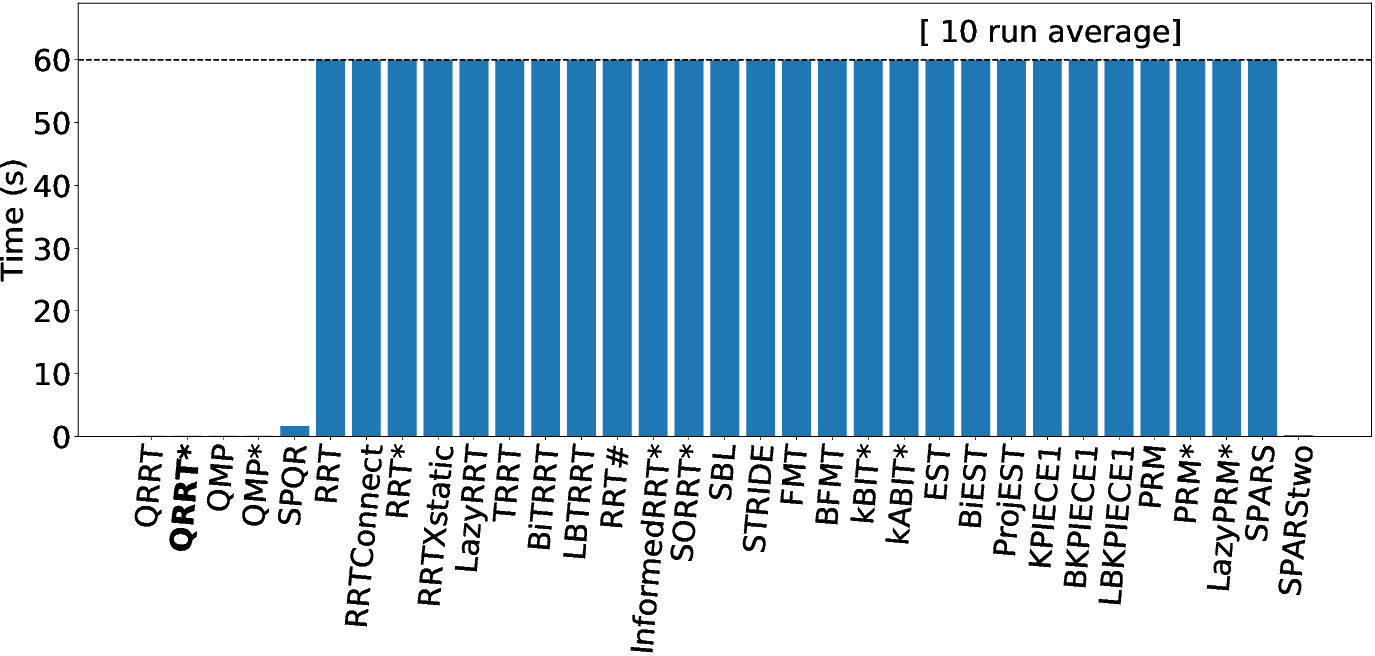 [ 10 run average]
Time (s)
60
50
40
30
20
10
0
QRRT
QRRT*
QMP
QMP*
SPQR
RRT
RRTConnect
RRT*
RRTXstatic
LazyRRT
TRRT
BiTRRT
LBTRRT
RRT#
InformedRRT*
SORRT*
SBL
STRIDE
FMT
BFMT
kBIT*
kABIT*
EST
BiEST
ProjEST
KPIECE1
BKPIECE1
LBKPIECE1
PRM
PRM*
LazyPRM*
SPARS
SPARStwo